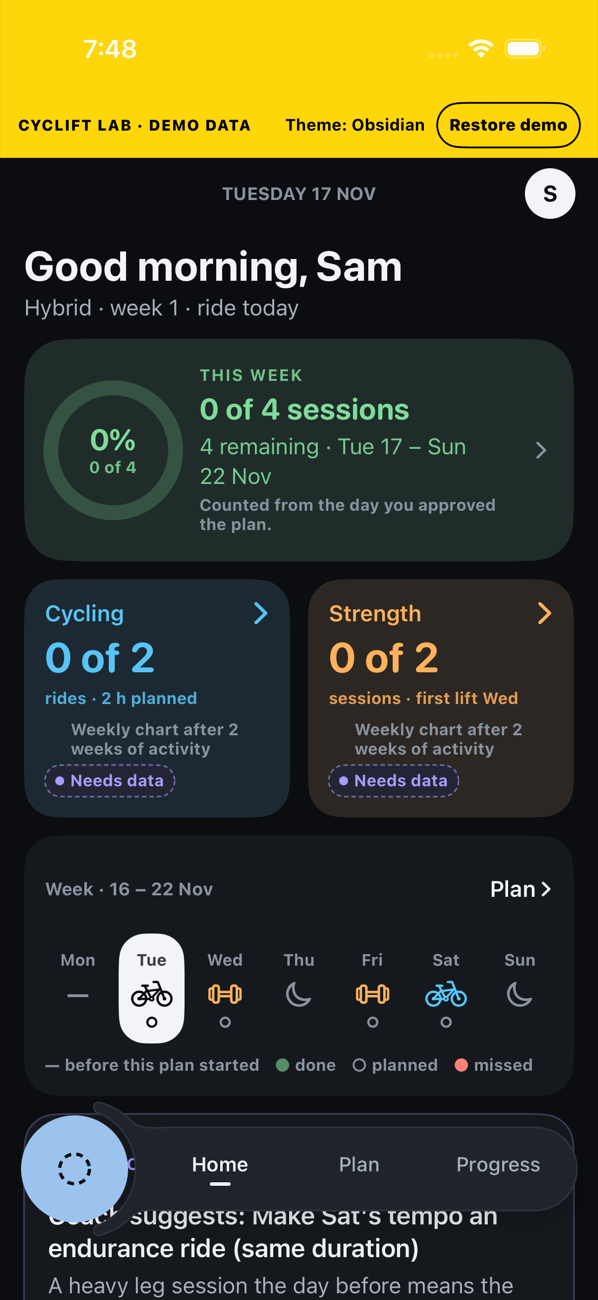 7:48
CYCLIFT LAB · DEMO DATA Theme: Obsidian Restore demo
TUESDAY 17 NOV S
Good morning, Sam
Hybrid · week 1 · ride today
THIS WEEK
0 of 4 sessions
4 remaining · Tue 17 – Sun
22 Nov
Counted from the day you approved
the plan.
0%
0 of 4
Cycling
0 of 2
rides · 2 h planned
Weekly chart after 2
weeks of activity
Needs data
Strength
0 of 2
sessions · first lift Wed
Weekly chart after 2
weeks of activity
Needs data
Week · 16 – 22 Nov Plan
Mon Tue Wed Thu Fri Sat Sun
— before this plan started done planned missed
Home Plan Progress
Coach suggests: Make Sat's tempo an
endurance ride (same duration)
A heavy leg session the day before means the